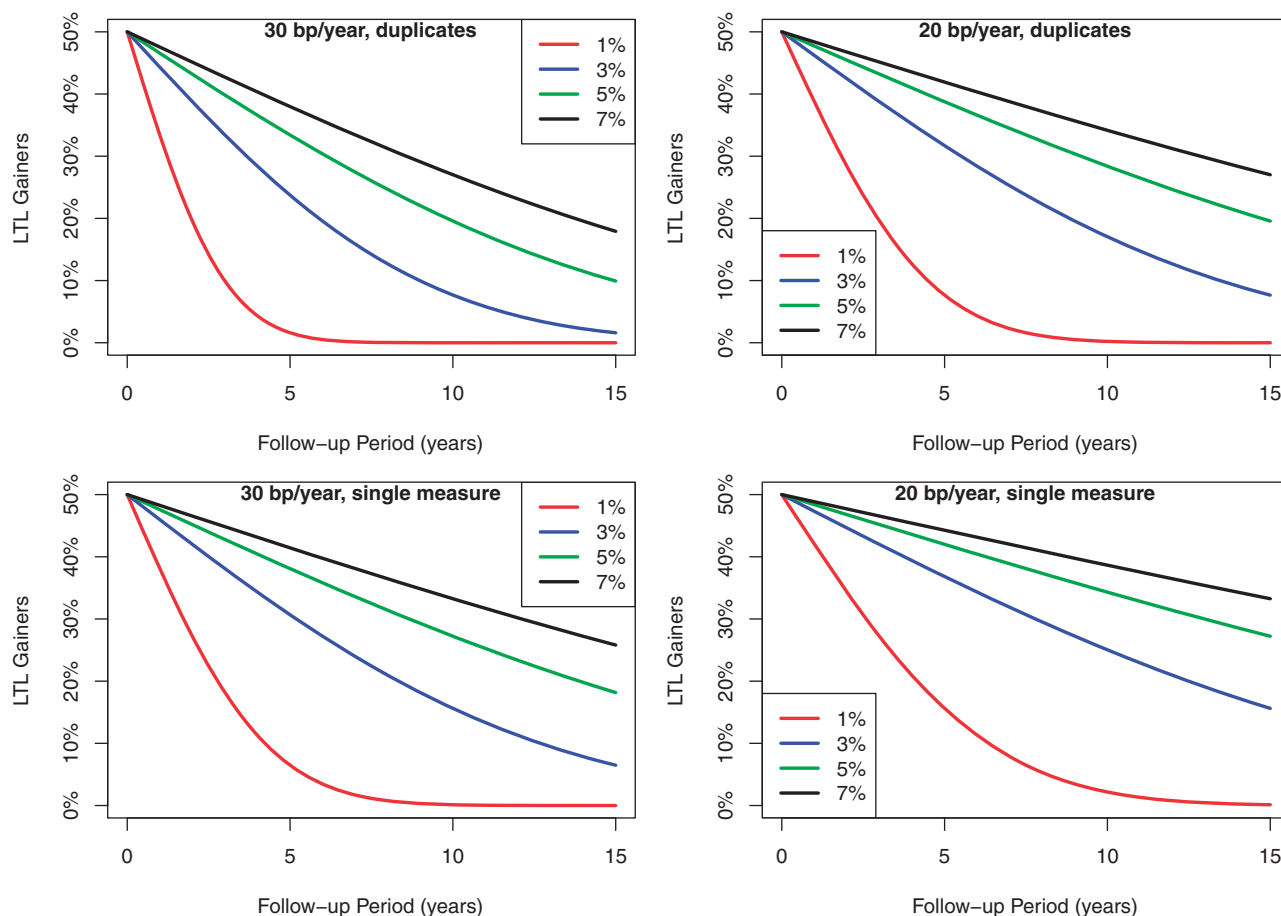 30 bp/year, duplicates
LTL Gainers
50%
40%
30%
20%
10%
0%
1%
3%
5%
7%
0 5 10 15
Follow−up Period (years)
20 bp/year, duplicates
LTL Gainers
50%
40%
30%
20%
10%
0%
1%
3%
5%
7%
0 5 10 15
Follow−up Period (years)
30 bp/year, single measure
LTL Gainers
50%
40%
30%
20%
10%
0%
1%
3%
5%
7%
0 5 10 15
Follow−up Period (years)
20 bp/year, single measure
LTL Gainers
50%
40%
30%
20%
10%
0%
1%
3%
5%
7%
0 5 10 15
Follow−up Period (years)